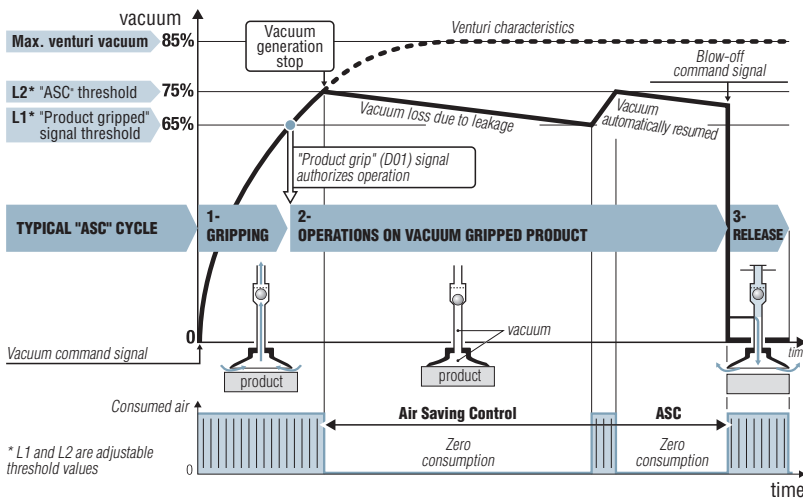 vacuum
Max. venturi vacuum 85%
Vacuum
generation
stop
Venturi characteristics
Blow-off
command signal
L2* "ASC" threshold 75%
L1* "Product gripped"
signal threshold
65%
Vacuum loss due to leakage
Vacuum
automatically resumed
"Product grip" (D01) signal
authorizes operation
TYPICAL "ASC" CYCLE
1-
GRIPPING
2-
OPERATIONS ON VACUUM GRIPPED PRODUCT
3-
RELEASE
0
Vacuum command signal
vacuum
tim
product
product
Consumed air
Air Saving Control
ASC
Zero
consumption
Zero
consumption
* L1 and L2 are adjustable
threshold values
0
time